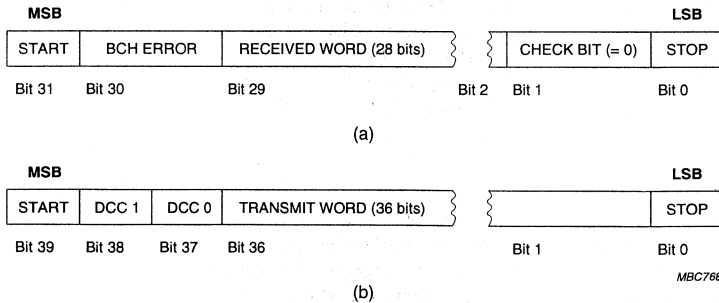 MSB LSB
START BCH ERROR RECEIVED WORD (28 bits) CHECK BIT (= 0) STOP
Bit 31 Bit 30 Bit 29 Bit 2 Bit 1 Bit 0
(a)
MSB LSB
START DCC 1 DCC 0 TRANSMIT WORD (36 bits) STOP
Bit 39 Bit 38 Bit 37 Bit 36 Bit 1 Bit 0
MBC768
(b)